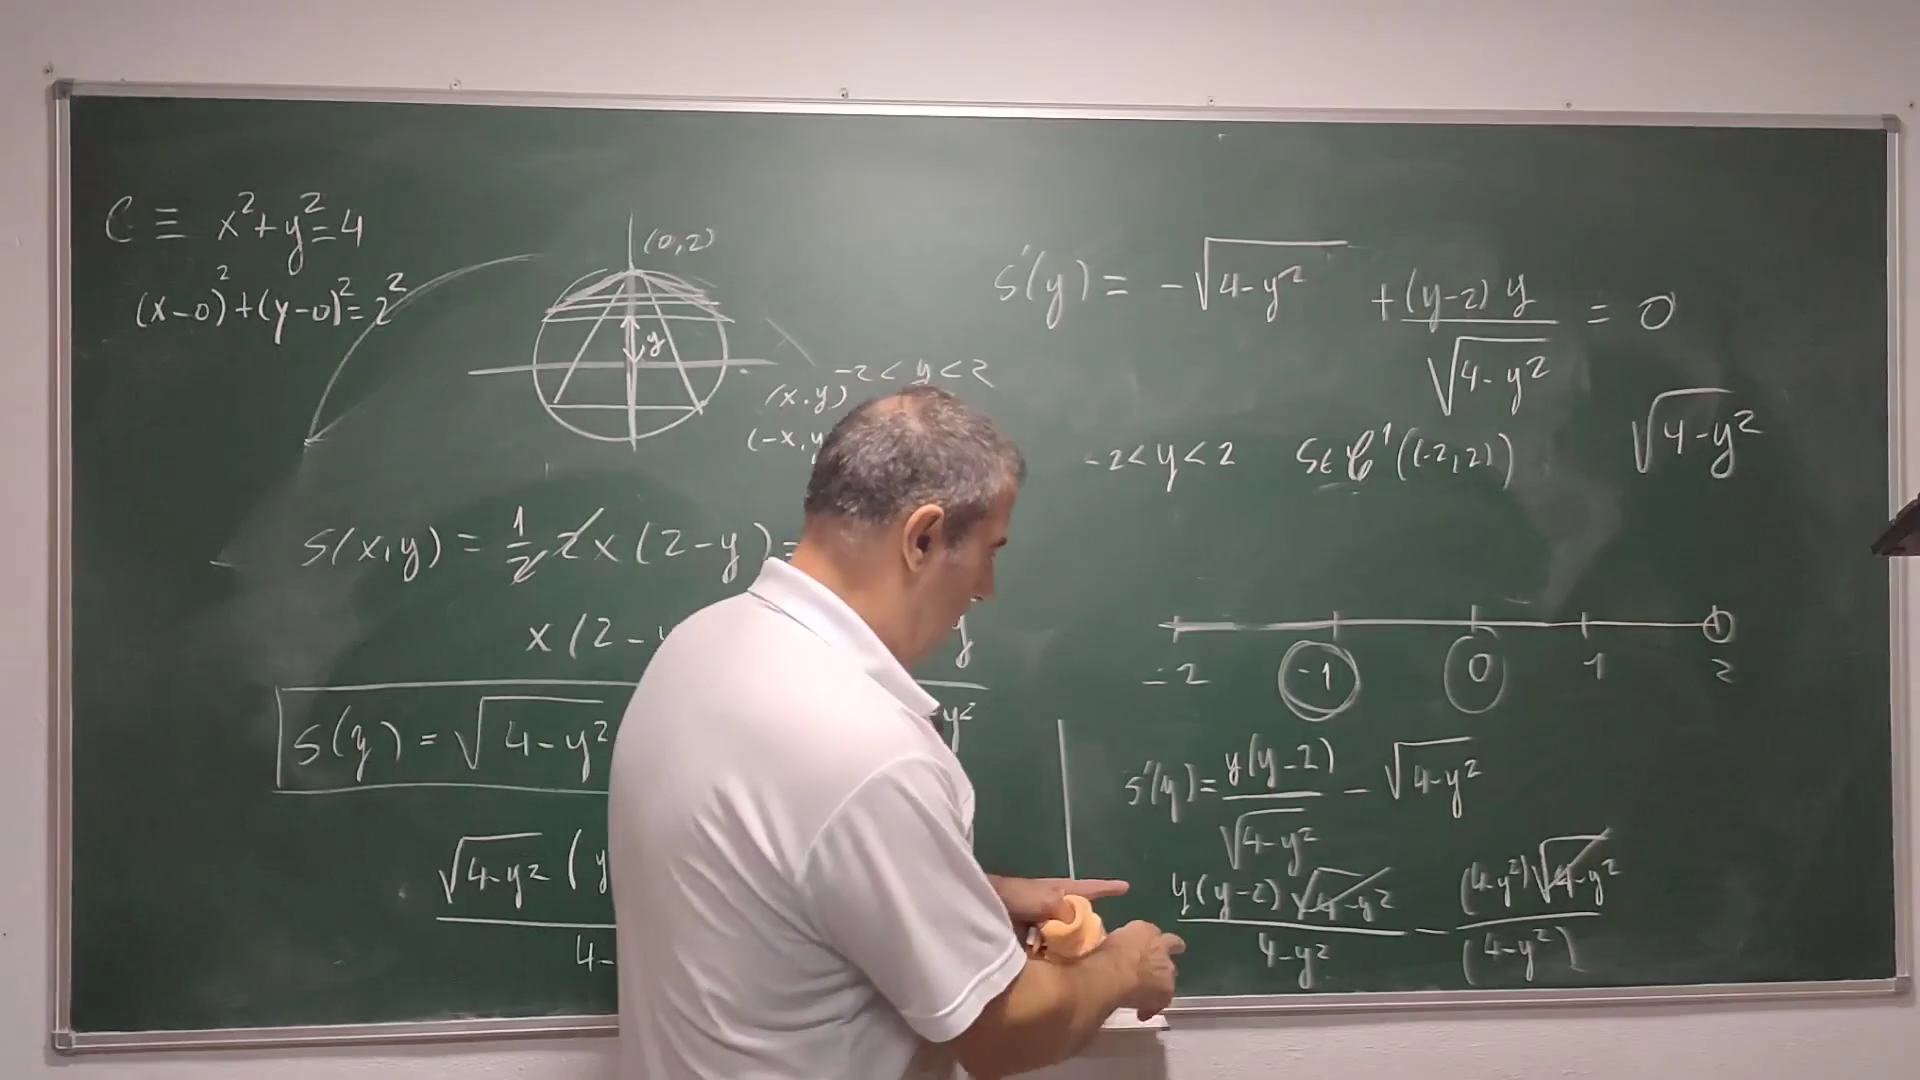 C ≡ x²+y²=4
(x-0)²+(y-0)²=2²
(0,2)
y
-2<y<2
(x,y)
(-x,y
S(x,y) = 1/2 2x(2-y)=
x(2-y
S(y) = √4-y²
y²
√4-y² (y
4-
S'(y) = -√4-y² +(y-2)y/√4-y² = 0
-2<y<2 S∈C¹((-2,2)) √4-y²
-2 -1 0 1 2
S'(y)= y(y-2)/√4-y² - √4-y²
y(y-2)√4-y²/4-y² - (4-y²)√4-y²/(4-y²)